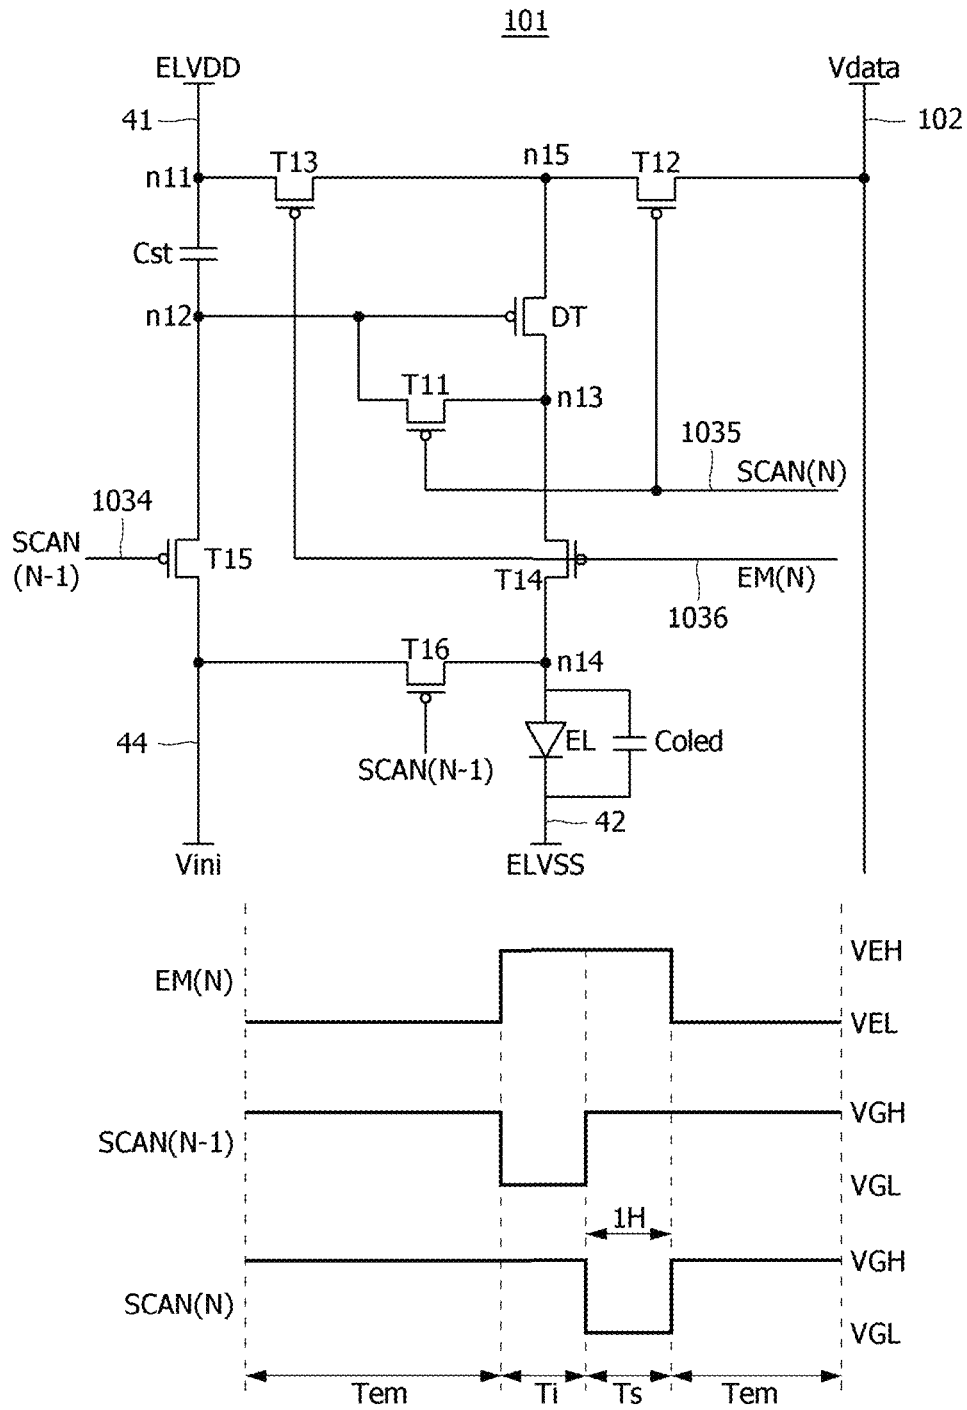 101
ELVDD
Vdata
41
102
T13
n15
T12
n11
Cst
n12
DT
T11
n13
1035
SCAN(N)
1034
SCAN
(N-1)
T15
T14
EM(N)
1036
T16
n14
44
SCAN(N-1)
EL
Coled
42
Vini
ELVSS
EM(N)
VEH
VEL
SCAN(N-1)
VGH
VGL
1H
SCAN(N)
VGH
VGL
Tem
Ti
Ts
Tem